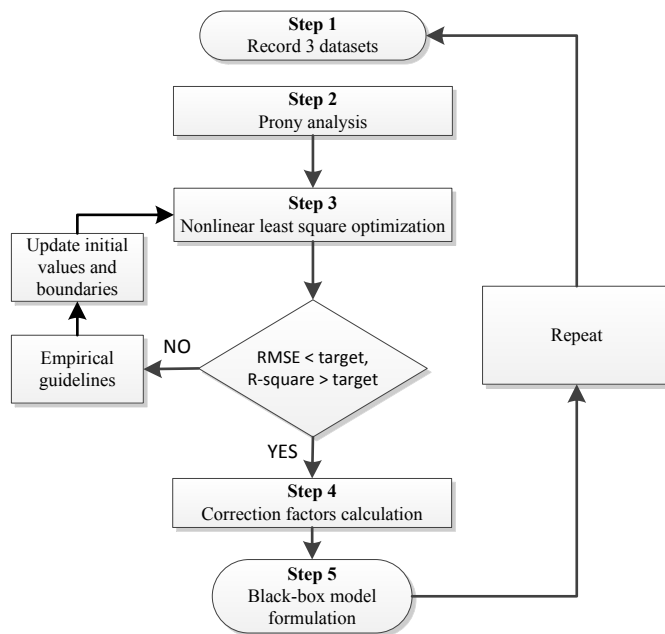 Step 1
Record 3 datasets
Step 2
Prony analysis
Step 3
Nonlinear least square optimization
Update initial
values and
boundaries
Empirical
guidelines
NO
RMSE < target,
R-square > target
Repeat
YES
Step 4
Correction factors calculation
Step 5
Black-box model
formulation